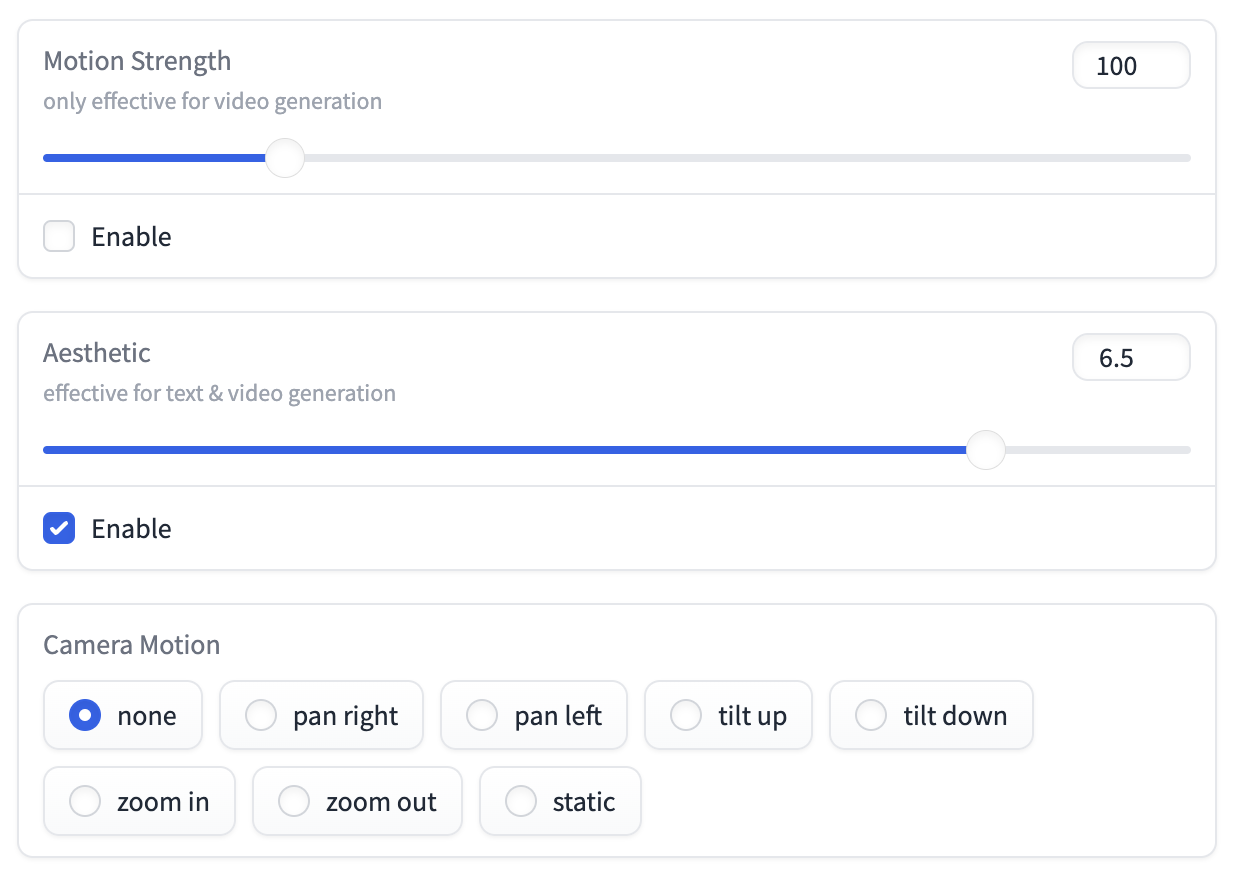 Motion Strength
100
only effective for video generation
Enable
Aesthetic
6.5
effective for text & video generation
Enable
Camera Motion
none
pan right
pan left
tilt up
tilt down
zoom in
zoom out
static